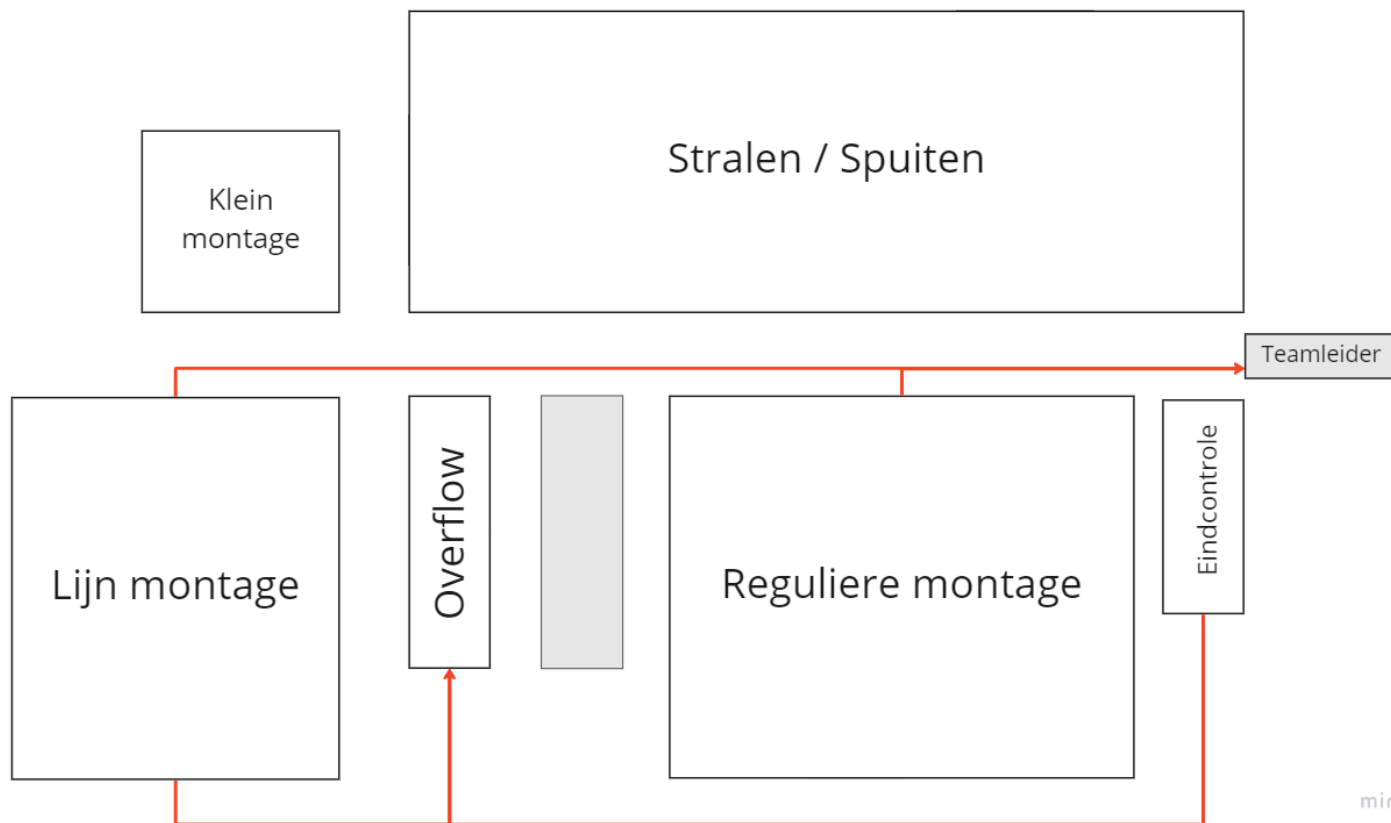 Stralen / Spuiten
Klein
montage
Teamleider
Lijn montage
Overflow
Reguliere montage
Eindcontrole